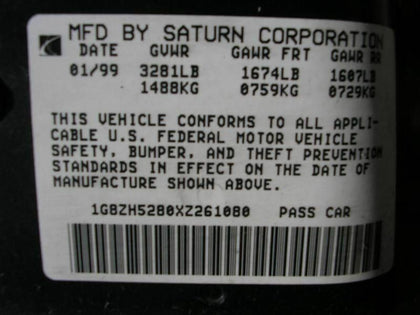 MFD BY SATURN CORPORATION
DATE GVWR GAWR FRT GAWR RR
01/99 3281LB 1674LB 1607LB
1488KG 0759KG 0729KG
THIS VEHICLE CONFORMS TO ALL APPLI-
CABLE U.S. FEDERAL MOTOR VEHICLE
SAFETY, BUMPER, AND THEFT PREVENTION
STANDARDS IN EFFECT ON THE DATE OF
MANUFACTURE SHOWN ABOVE.
1G8ZH5280XZ261080 PASS CAR